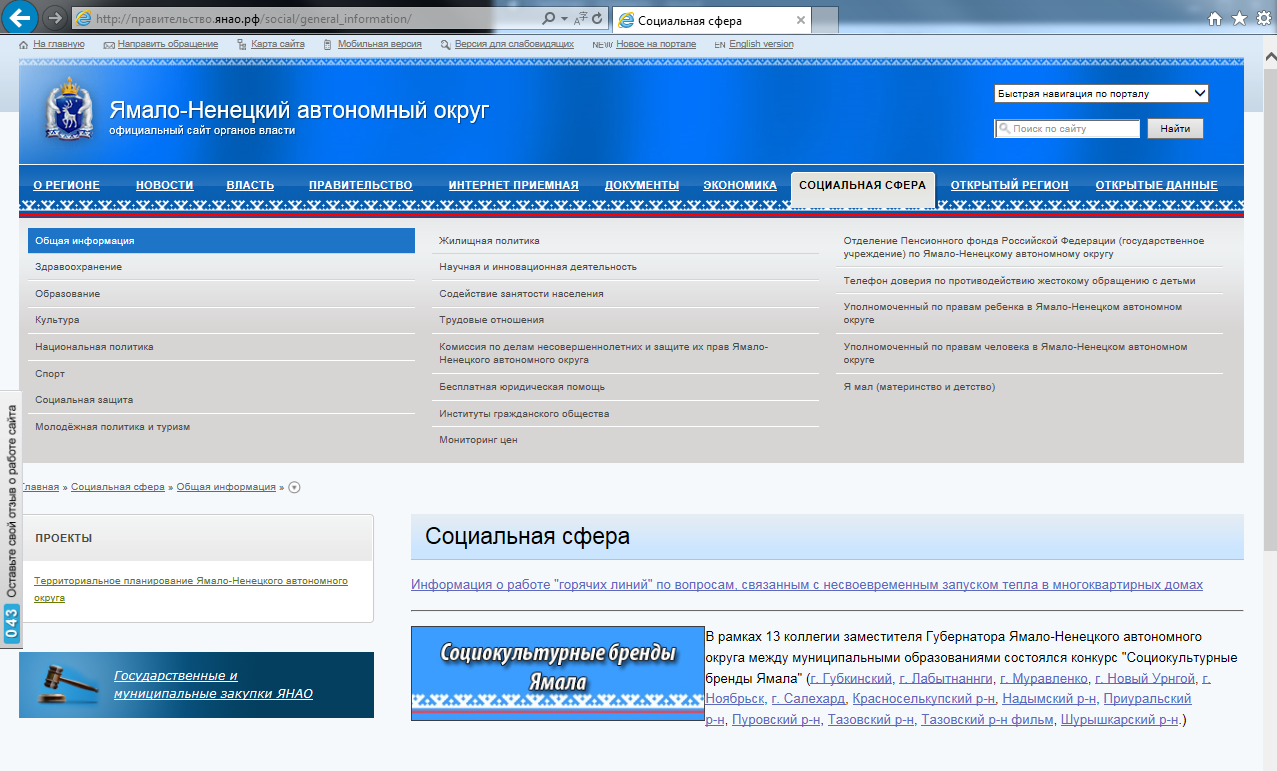 http://правительство.янао.рф/social/general_information/
Социальная сфера
На главную Направить обращение Карта сайта Мобильная версия Версия для слабовидящих NEW Новое на портале EN English version
Ямало-Ненецкий автономный округ
официальный сайт органов власти
Быстрая навигация по порталу
Поиск по сайту Найти
О РЕГИОНЕ НОВОСТИ ВЛАСТЬ ПРАВИТЕЛЬСТВО ИНТЕРНЕТ ПРИЕМНАЯ ДОКУМЕНТЫ ЭКОНОМИКА СОЦИАЛЬНАЯ СФЕРА ОТКРЫТЫЙ РЕГИОН ОТКРЫТЫЕ ДАННЫЕ
Общая информация
Здравоохранение
Образование
Культура
Национальная политика
Спорт
Социальная защита
Молодёжная политика и туризм
Жилищная политика
Научная и инновационная деятельность
Содействие занятости населения
Трудовые отношения
Комиссия по делам несовершеннолетних и защите их прав Ямало-
Ненецкого автономного округа
Бесплатная юридическая помощь
Институты гражданского общества
Мониторинг цен
Отделение Пенсионного фонда Российской Федерации (государственное
учреждение) по Ямало-Ненецкому автономному округу
Телефон доверия по противодействию жестокому обращению с детьми
Уполномоченный по правам ребенка в Ямало-Ненецком автономном
округе
Уполномоченный по правам человека в Ямало-Ненецком автономном
округе
Я мал (материнство и детство)
Оставьте свой отзыв о работе сайта
043
Главная » Социальная сфера » Общая информация »
ПРОЕКТЫ
Территориальное планирование Ямало-Ненецкого автономного
округа
Государственные и
муниципальные закупки ЯНАО
Социальная сфера
Информация о работе "горячих линий" по вопросам, связанным с несвоевременным запуском тепла в многоквартирных домах
Социокультурные бренды
Ямала
В рамках 13 коллегии заместителя Губернатора Ямало-Ненецкого автономного
округа между муниципальными образованиями состоялся конкурс "Социокультурные
бренды Ямала" (г. Губкинский, г. Лабытнанги, г. Муравленко, г. Новый Урнгой, г.
Ноябрьск, г. Салехард, Красноселькупский р-н, Надымский р-н, Приуральский
р-н, Пуровский р-н, Тазовский р-н, Тазовский р-н фильм, Шурышкарский р-н.)